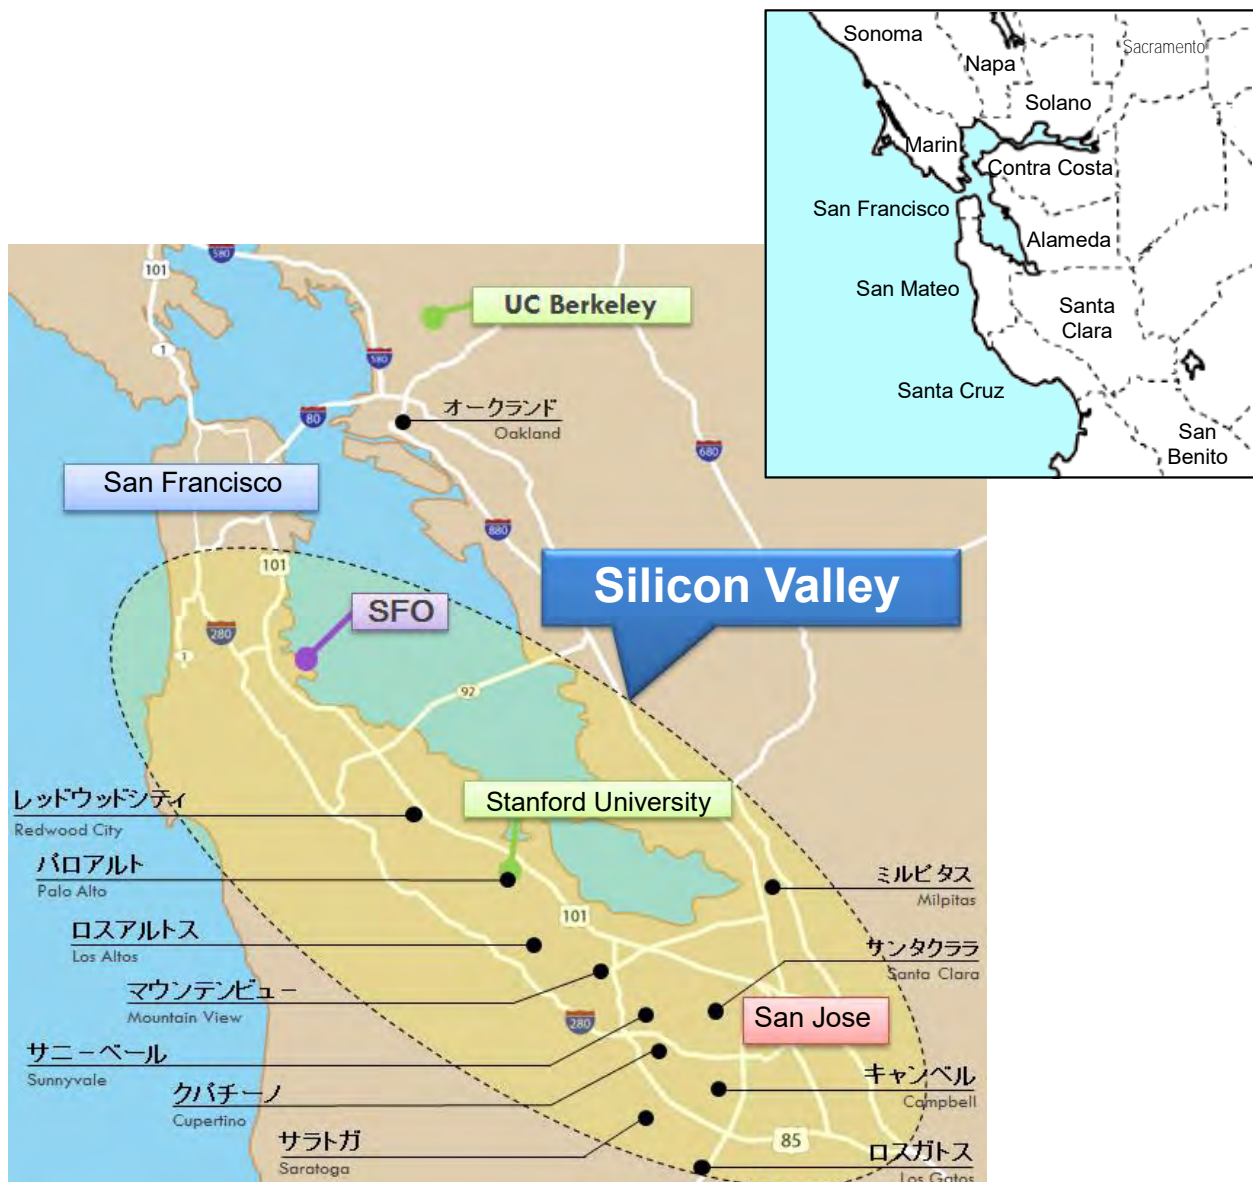 Sonoma
Napa
Sacramento
Solano
Marin
Contra Costa
San Francisco
Alameda
San Mateo
Santa
Clara
Santa Cruz
San
Benito
580
101
UC Berkeley
1
580
オークランド
Oakland
80
680
San Francisco
880
101
Silicon Valley
SFO
280
1
92
レッドウッドシティ
Redwood City
Stanford University
パロアルト
Palo Alto
ミルピタス
Milpitas
101
ロスアルトス
Los Altos
サンタクララ
Santa Clara
マウンテンビュー
Mountain View
San Jose
280
サニーベール
Sunnyvale
キャンベル
Campbell
クパチーノ
Cupertino
サラトガ
Saratoga
85
ロスガトス
Los Gatos